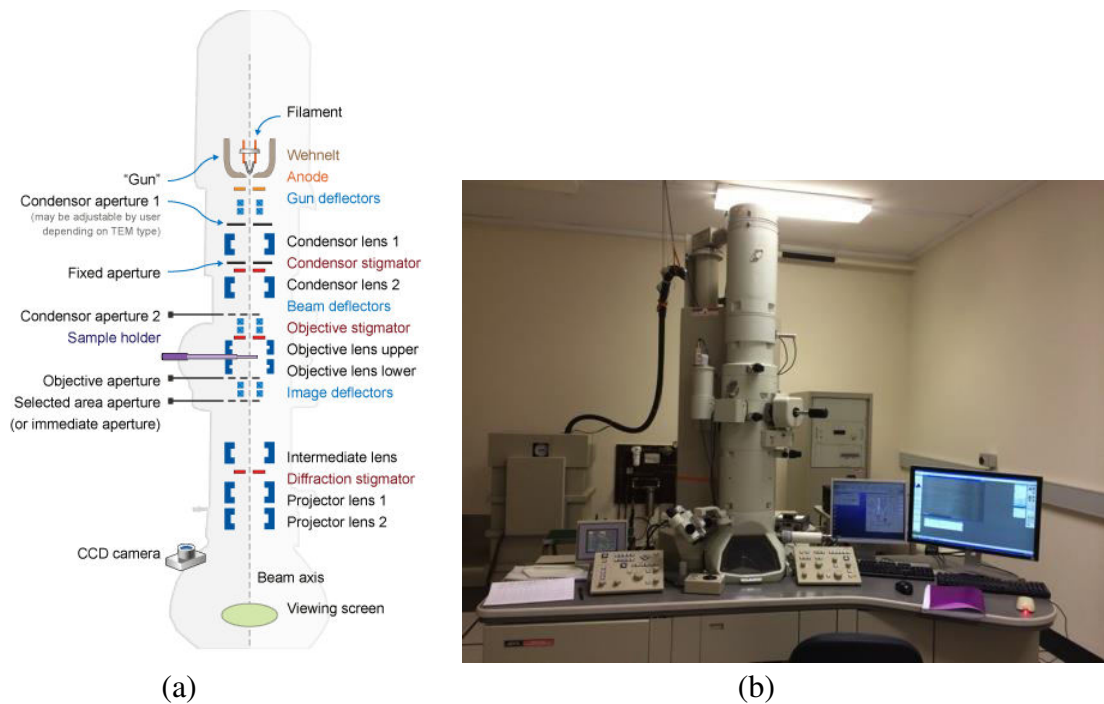 Filament
Wehnelt
"Gun"
Anode
Condensor aperture 1
Gun deflectors
(may be adjustable by user
depending on TEM type)
Condensor lens 1
Fixed aperture
Condensor stigmator
Condensor lens 2
Beam deflectors
Condensor aperture 2
Objective stigmator
Sample holder
Objective lens upper
Objective aperture
Objective lens lower
Selected area aperture
Image deflectors
(or immediate aperture)
Intermediate lens
Diffraction stigmator
Projector lens 1
Projector lens 2
CCD camera
Beam axis
Viewing screen
(a)
(b)